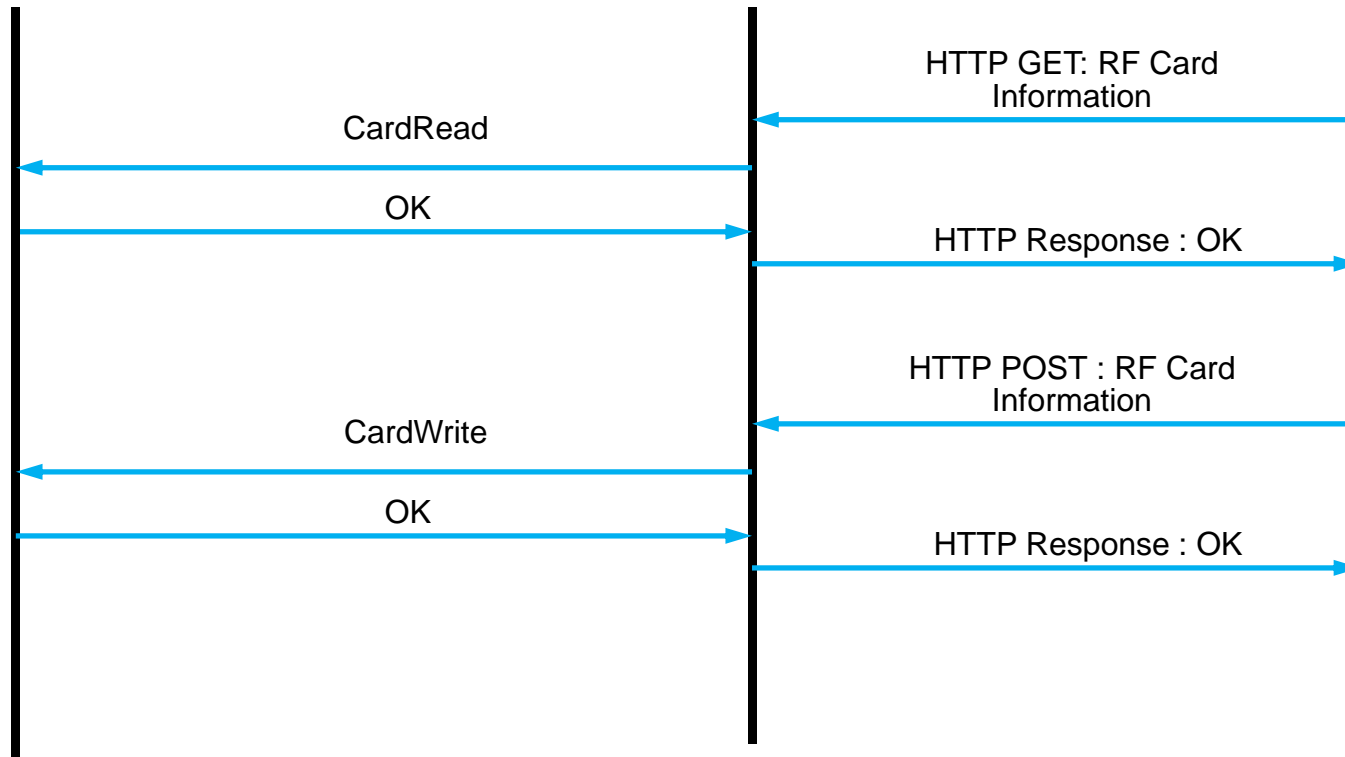 HTTP GET: RF Card
Information
CardRead
OK
HTTP Response : OK
HTTP POST : RF Card
Information
CardWrite
OK
HTTP Response : OK